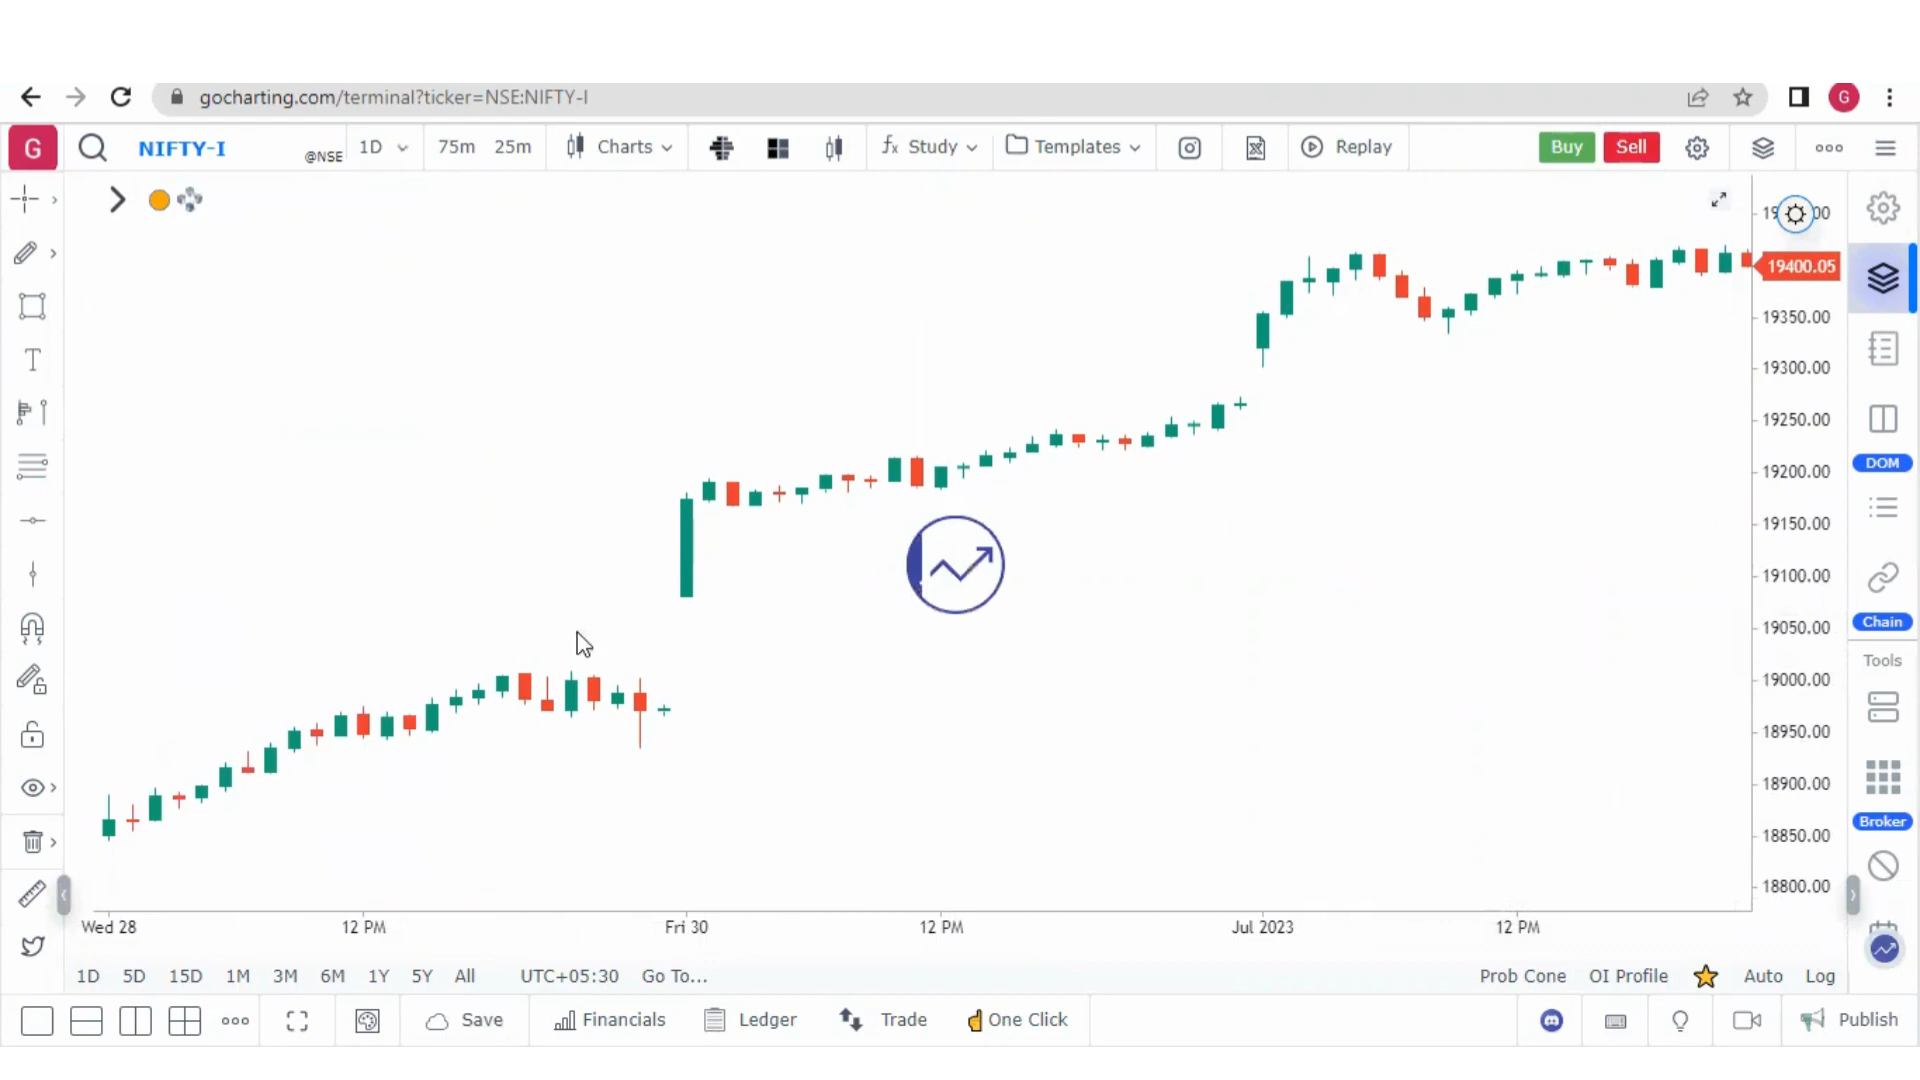 gocharting.com/terminal?ticker=NSE:NIFTY-I
G
G NIFTY-I @NSE 1D 75m 25m Charts fx Study Templates Replay Buy Sell
19400.05
19350.00
19300.00
19250.00
19200.00
19150.00
19100.00
19050.00
19000.00
18950.00
18900.00
18850.00
18800.00
DOM
Chain
Tools
Broker
T
Wed 28 12 PM Fri 30 12 PM Jul 2023 12 PM
1D 5D 15D 1M 3M 6M 1Y 5Y All UTC+05:30 Go To... Prob Cone OI Profile Auto Log
Save Financials Ledger Trade One Click Publish